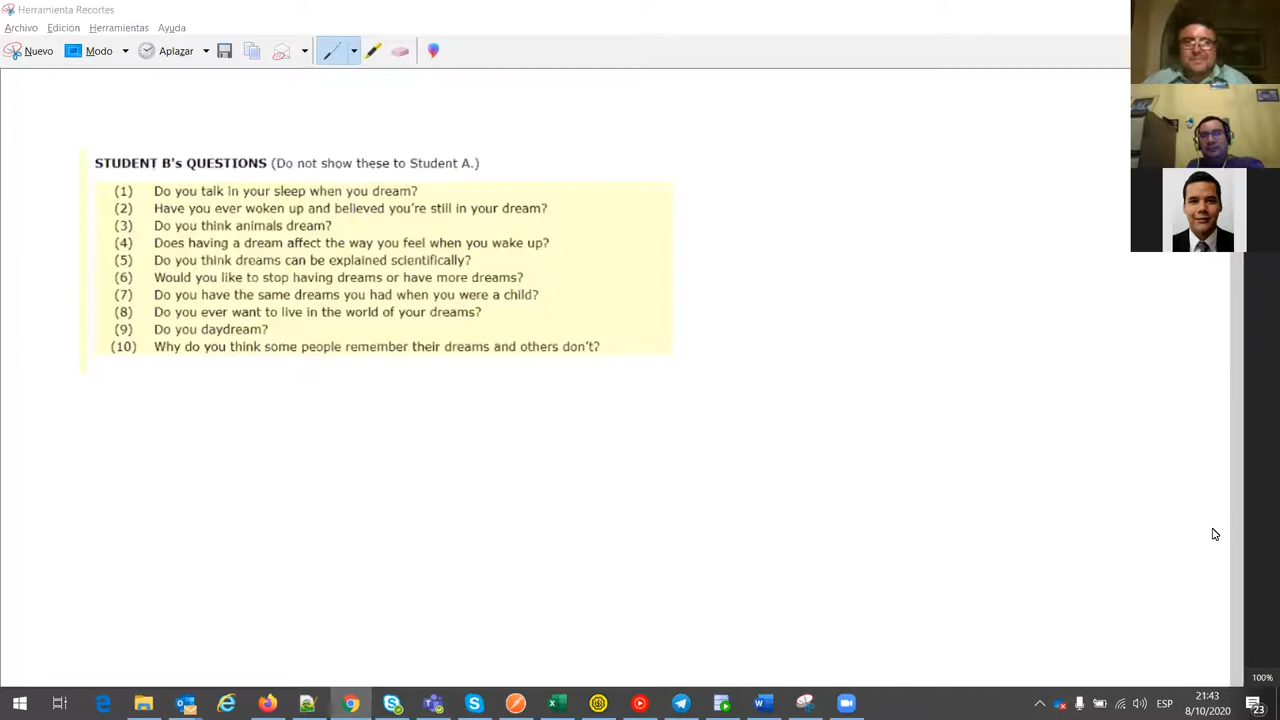 Herramienta Recortes
Archivo Edición Herramientas Ayuda
Nuevo Modo Aplazar
STUDENT B's QUESTIONS (Do not show these to Student A.)
(1) Do you talk in your sleep when you dream?
(2) Have you ever woken up and believed you're still in your dream?
(3) Do you think animals dream?
(4) Does having a dream affect the way you feel when you wake up?
(5) Do you think dreams can be explained scientifically?
(6) Would you like to stop having dreams or have more dreams?
(7) Do you have the same dreams you had when you were a child?
(8) Do you ever want to live in the world of your dreams?
(9) Do you daydream?
(10) Why do you think some people remember their dreams and others don't?
100%
ESP
21:43
8/10/2020
23